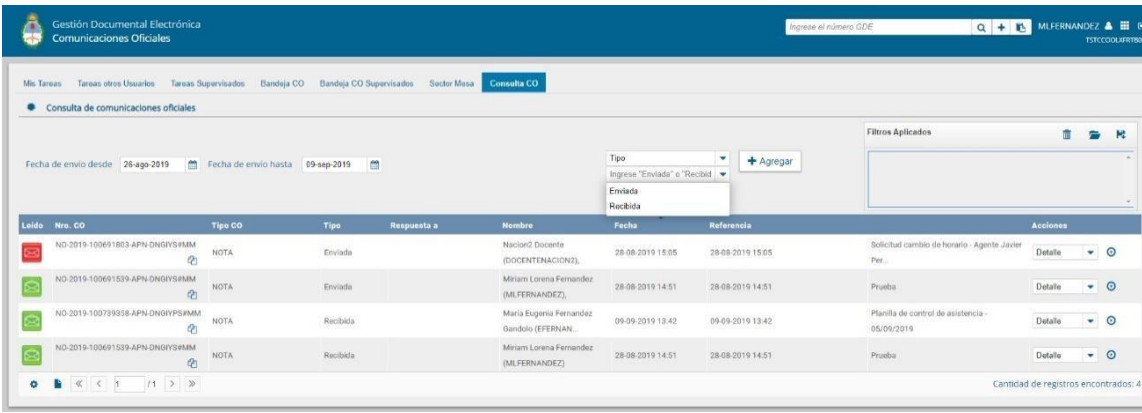 Gestión Documental Electrónica
Comunicaciones Oficiales
Ingrese el número GDE
MLFERNANDEZ
Mis Tareas Tareas otros Usuarios Tareas Supervisados Bandeja CO Bandeja CO Supervisados Sector Mesa Consulta CO
Consulta de comunicaciones oficiales
Filtros Aplicados
Fecha de envio desde 26-ago-2019 Fecha de envio hasta 09-sep-2019
Tipo
Agregar
Ingrese "Enviada" o "Recibid
Enviada
Recibida
Leido Nro. CO Tipo CO Tipo Respuesta a Nombre Fecha Referencia Acciones
NO-2019-100691803-APN-DNGIYS#MM NOTA Enviada Nacion2 Docente (DOCENTENACION2), 28-08-2019 15:05 28-08-2019 15:05 Solicitud cambio de horario - Agente Javier Per... Detalle
NO-2019-100691539-APN-DNGIYS#MM NOTA Enviada Miriam Lorena Fernandez (MLFERNANDEZ), 28-08-2019 14:51 28-08-2019 14:51 Prueba Detalle
NO-2019-100739358-APN-DNGIYPS#MM NOTA Recibida Maria Eugenia Fernandez Gandolo (EFERNAN... 09-09-2019 13:42 09-09-2019 13:42 Planilla de control de asistencia - 05/09/2019 Detalle
NO-2019-100691539-APN-DNGIYS#MM NOTA Recibida Miriam Lorena Fernandez (MLFERNANDEZ) 28-08-2019 14:51 28-08-2019 14:51 Prueba Detalle
1 /1
Cantidad de registros encontrados: 4